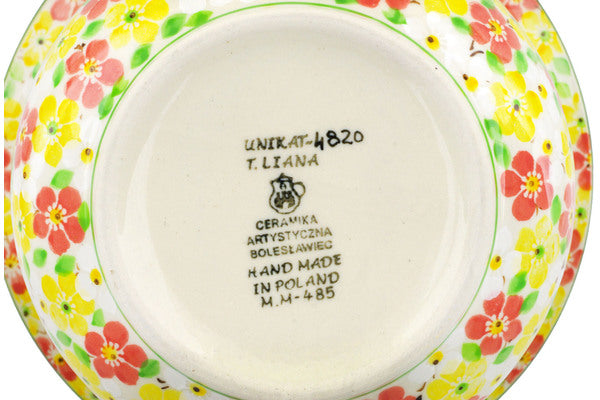 UNIKAT-4820
T. LIANA
CERAMIKA
ARTYSTYCZNA
BOLESŁAWIEC
HAND MADE
IN POLAND
M.M-485